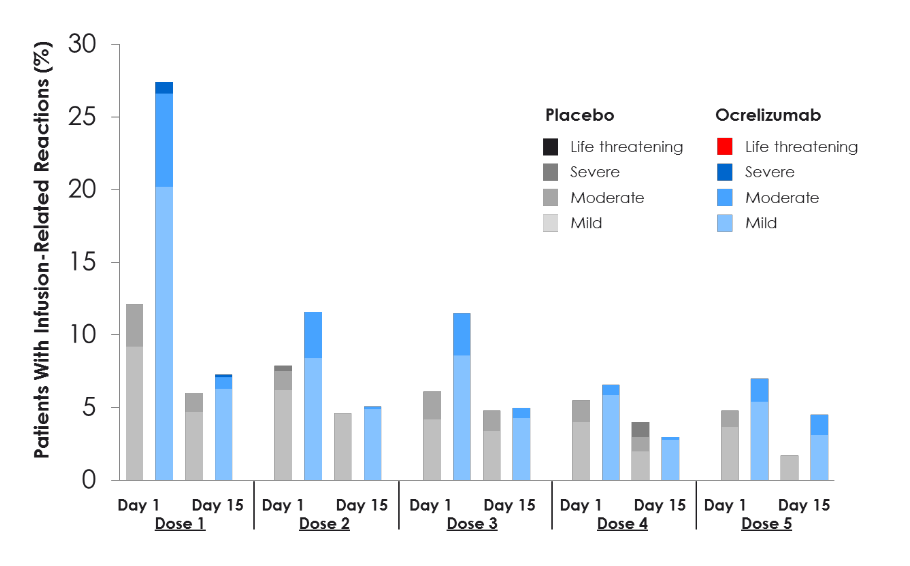 Patients With Infusion-Related Reactions (%)
30
25
20
15
10
5
0
Placebo
Life threatening
Severe
Moderate
Mild
Ocrelizumab
Life threatening
Severe
Moderate
Mild
Day 1 Day 15 Day 1 Day 15 Day 1 Day 15 Day 1 Day 15 Day 1 Day 15
Dose 1 Dose 2 Dose 3 Dose 4 Dose 5